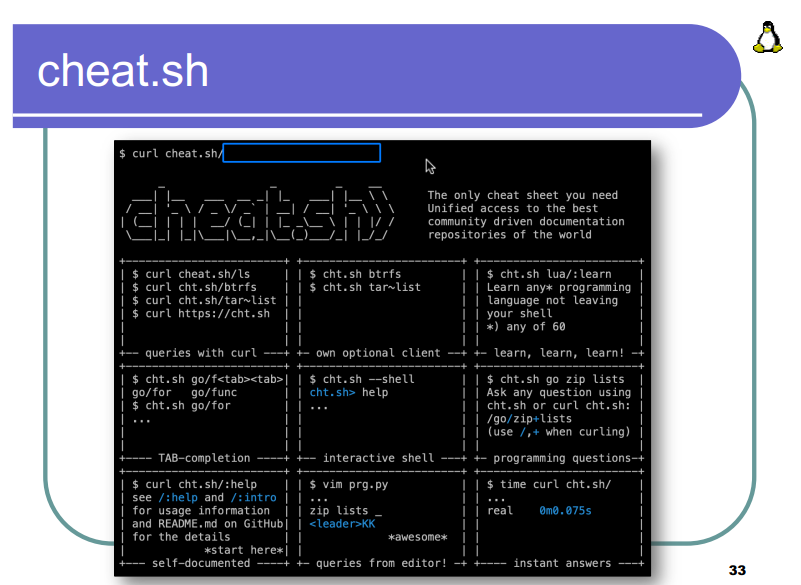 cheat.sh
$ curl cheat.sh/
cheat.sh
The only cheat sheet you need
Unified access to the best
community driven documentation
repositories of the world
$ curl cheat.sh/ls
$ curl cht.sh/btrfs
$ curl cht.sh/tar~list
$ curl https://cht.sh
queries with curl
$ cht.sh btrfs
$ cht.sh tar~list
own optional client
$ cht.sh lua/:learn
Learn any* programming
language not leaving
your shell
*) any of 60
learn, learn, learn!
$ cht.sh go/f<tab><tab>
go/for go/func
$ cht.sh go/for
...
TAB-completion
$ cht.sh --shell
cht.sh> help
...
interactive shell
$ cht.sh go zip lists
Ask any question using
cht.sh or curl cht.sh:
/go/zip+lists
(use /,+ when curling)
programming questions
$ curl cht.sh/:help
see /:help and /:intro
for usage information
and README.md on GitHub
for the details
*start here*
self-documented
$ vim prg.py
...
zip lists _
<leader>KK
*awesome*
queries from editor!
$ time curl cht.sh/
...
real 0m0.075s
instant answers
33